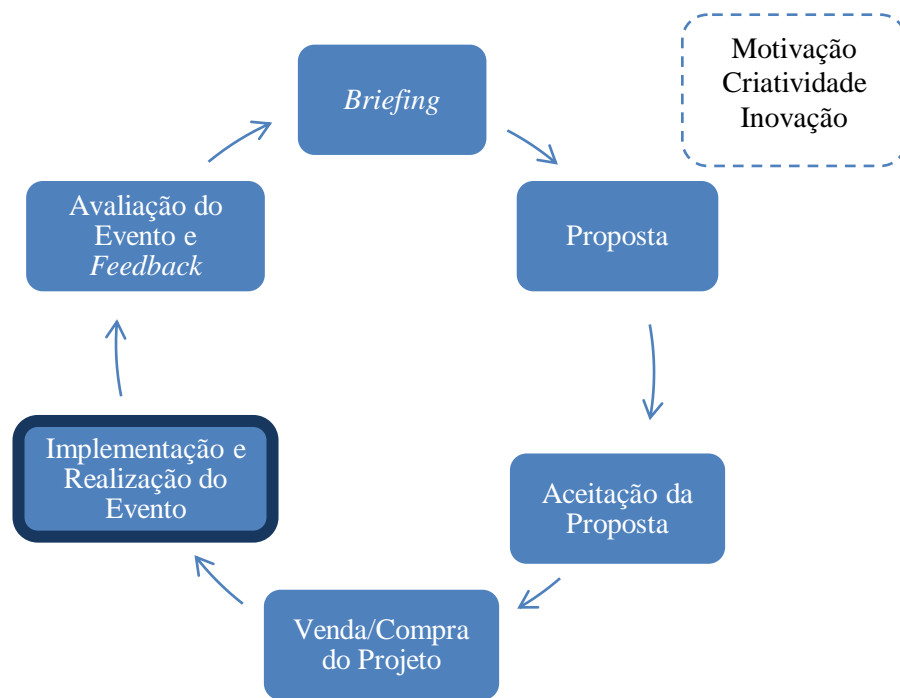 Motivação
Criatividade
Inovação
Briefing
Proposta
Aceitação da
Proposta
Venda/Compra
do Projeto
Implementação e
Realização do
Evento
Avaliação do
Evento e
Feedback